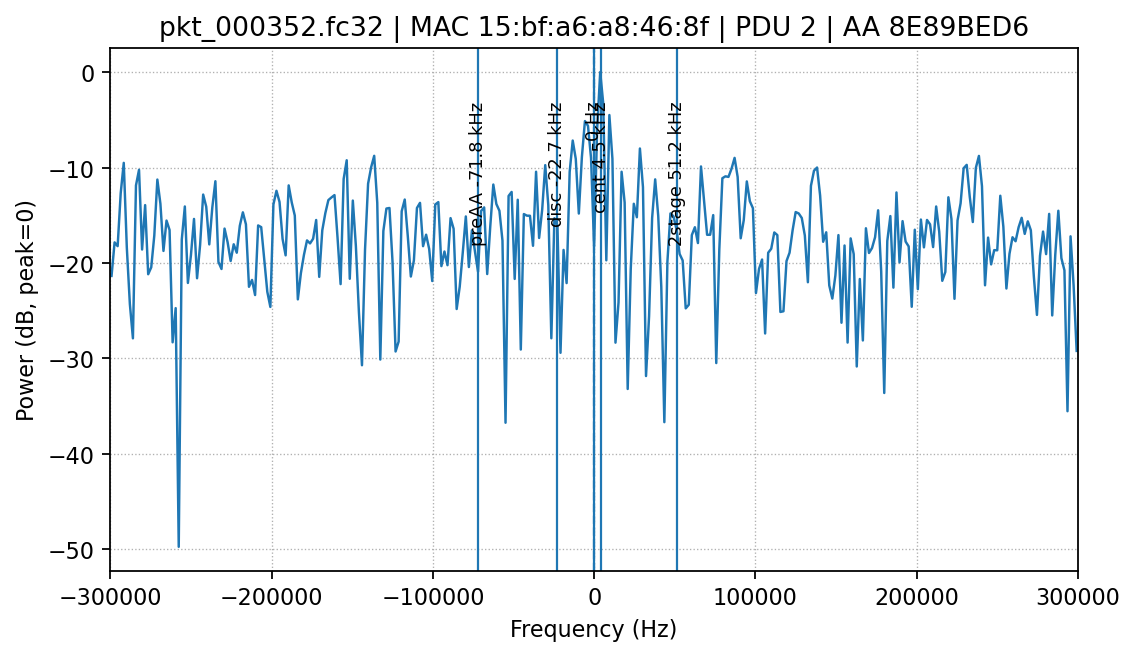 pkt_000352.fc32 | MAC 15:bf:a6:a8:46:8f | PDU 2 | AA 8E89BED6
Power (dB, peak=0)
0
−10
−20
−30
−40
−50
preAA -71.8 kHz
disc -22.7 kHz
0 Hz
cent 4.5 kHz
2stage 51.2 kHz
−300000
−200000
−100000
0
100000
200000
300000
Frequency (Hz)